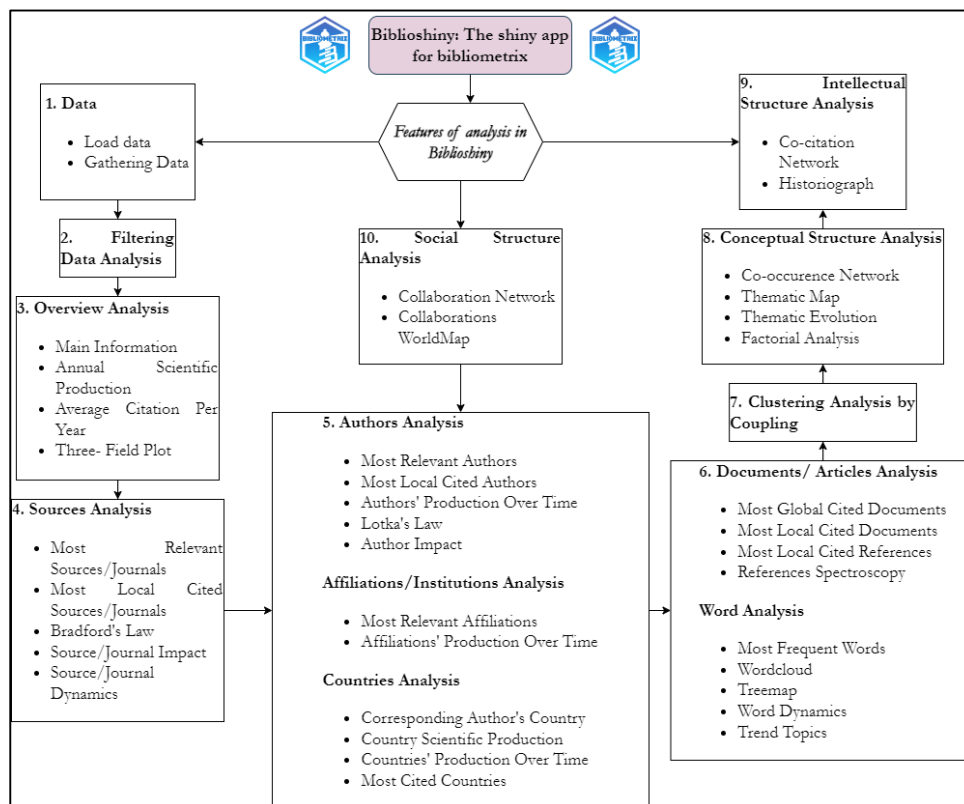 BIBLIOMETRIX
Biblioshiny: The shiny app
for bibliometrix
BIBLIOMETRIX
Features of analysis in
Biblioshiny
1. Data
Load data
Gathering Data
2. Filtering
Data Analysis
3. Overview Analysis
Main Information
Annual Scientific
Production
Average Citation Per
Year
Three- Field Plot
4. Sources Analysis
Most Relevant
Sources/Journals
Most Local Cited
Sources/Journals
Bradford's Law
Source/Journal Impact
Source/Journal
Dynamics
10. Social Structure
Analysis
Collaboration Network
Collaborations
WorldMap
5. Authors Analysis
Most Relevant Authors
Most Local Cited Authors
Authors' Production Over Time
Lotka's Law
Author Impact
Affiliations/Institutions Analysis
Most Relevant Affiliations
Affiliations' Production Over Time
Countries Analysis
Corresponding Author's Country
Country Scientific Production
Countries' Production Over Time
Most Cited Countries
9. Intellectual
Structure Analysis
Co-citation
Network
Historiograph
8. Conceptual Structure Analysis
Co-occurence Network
Thematic Map
Thematic Evolution
Factorial Analysis
7. Clustering Analysis by
Coupling
6. Documents/ Articles Analysis
Most Global Cited Documents
Most Local Cited Documents
Most Local Cited References
References Spectroscopy
Word Analysis
Most Frequent Words
Wordcloud
Treemap
Word Dynamics
Trend Topics